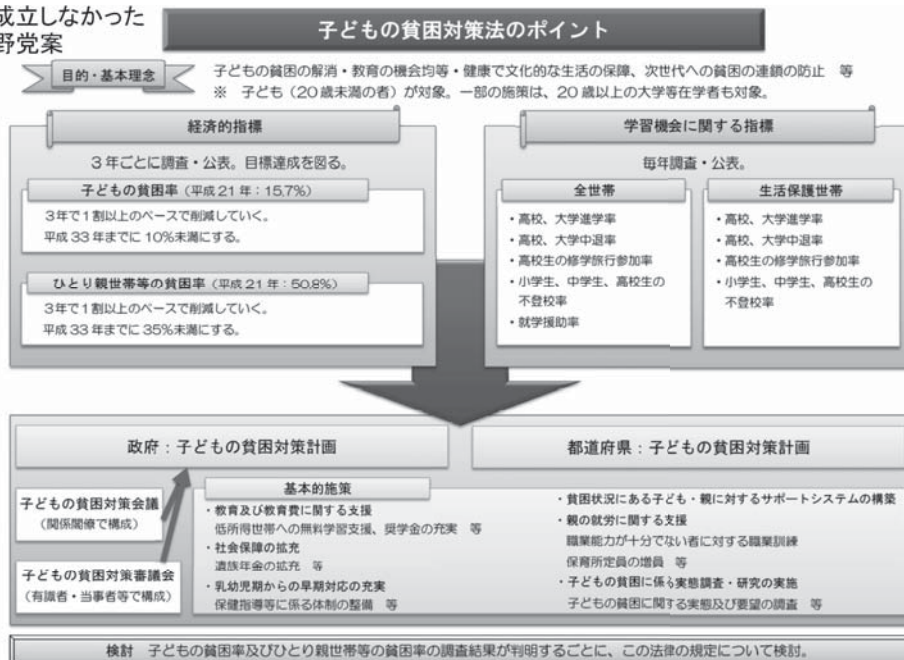 成立しなかった
野党案
子どもの貧困対策法のポイント
目的・基本理念
子どもの貧困の解消・教育の機会均等・健康で文化的な生活の保障、次世代への貧困の連鎖の防止　等
※　子ども（20歳未満の者）が対象。一部の施策は、20歳以上の大学等在学者も対象。
経済的指標
3年ごとに調査・公表。目標達成を図る。
子どもの貧困率（平成21年：15.7%）
3年で1割以上のペースで削減していく。
平成33年までに10%未満にする。
ひとり親世帯等の貧困率（平成21年：50.8%）
3年で1割以上のペースで削減していく。
平成33年までに35%未満にする。
学習機会に関する指標
毎年調査・公表。
全世帯
・高校、大学進学率
・高校、大学中退率
・高校生の修学旅行参加率
・小学生、中学生、高校生の
不登校率
・就学援助率
生活保護世帯
・高校、大学進学率
・高校、大学中退率
・高校生の修学旅行参加率
・小学生、中学生、高校生の
不登校率
政府：子どもの貧困対策計画
都道府県：子どもの貧困対策計画
子どもの貧困対策会議
（関係閣僚で構成）
子どもの貧困対策審議会
（有識者・当事者等で構成）
基本的施策
・教育及び教育費に関する支援
低所得世帯への無料学習支援、奨学金の充実　等
・社会保障の拡充
遺族年金の拡充　等
・乳幼児期からの早期対応の充実
保健指導等に係る体制の整備　等
・貧困状況にある子ども・親に対するサポートシステムの構築
・親の就労に関する支援
職業能力が十分でない者に対する職業訓練
保育所定員の増員　等
・子どもの貧困に係る実態調査・研究の実施
子どもの貧困に関する実態及び要望の調査　等
検討　子どもの貧困率及びひとり親世帯等の貧困率の調査結果が判明するごとに、この法律の規定について検討。